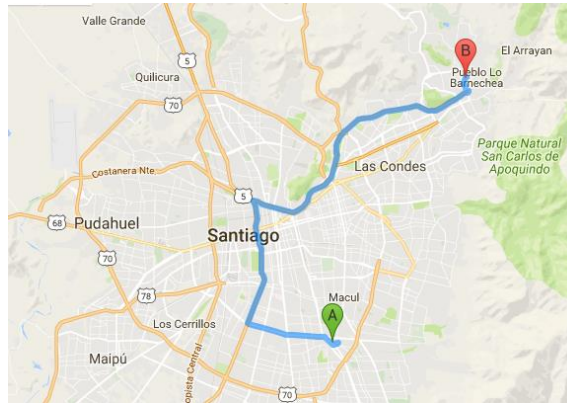 Valle Grande
El Arrayan
B
5
Quilicura
Pueblo Lo
Barnechea
70
Parque Natural
San Carlos de
Apoquindo
Las Condes
Costanera Nte
5
68
Pudahuel
Santiago
70
78
Macul
A
Los Cerrillos
Maipú
opista Central
70